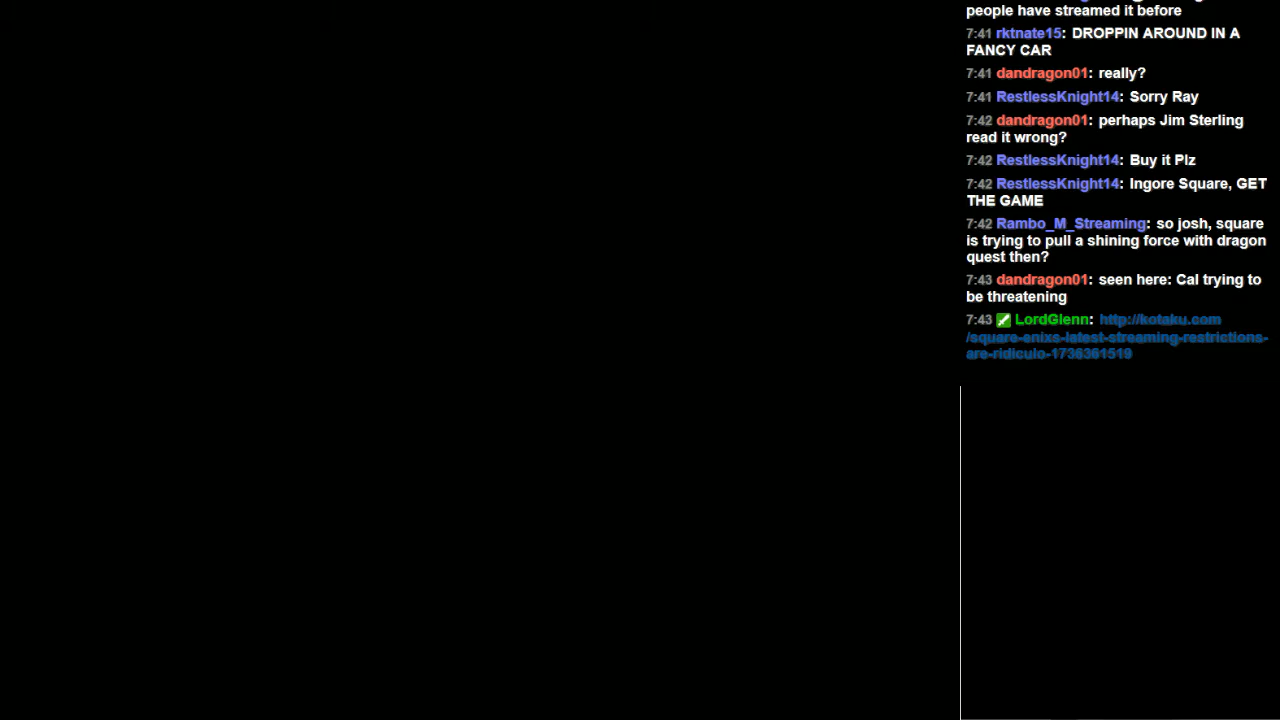 people have streamed it before
7:41 rktnate15: DROPPIN AROUND IN A
FANCY CAR
7:41 dandragon01: really?
7:41 RestlessKnight14: Sorry Ray
7:42 dandragon01: perhaps Jim Sterling
read it wrong?
7:42 RestlessKnight14: Buy it Plz
7:42 RestlessKnight14: Ingore Square, GET
THE GAME
7:42 Rambo_M_Streaming: so josh, square
is trying to pull a shining force with dragon
quest then?
7:43 dandragon01: seen here: Cal trying to
be threatening
7:43 LordGlenn: http://kotaku.com
/square-enixs-latest-streaming-restrictions-
are-ridiculo-1736361519